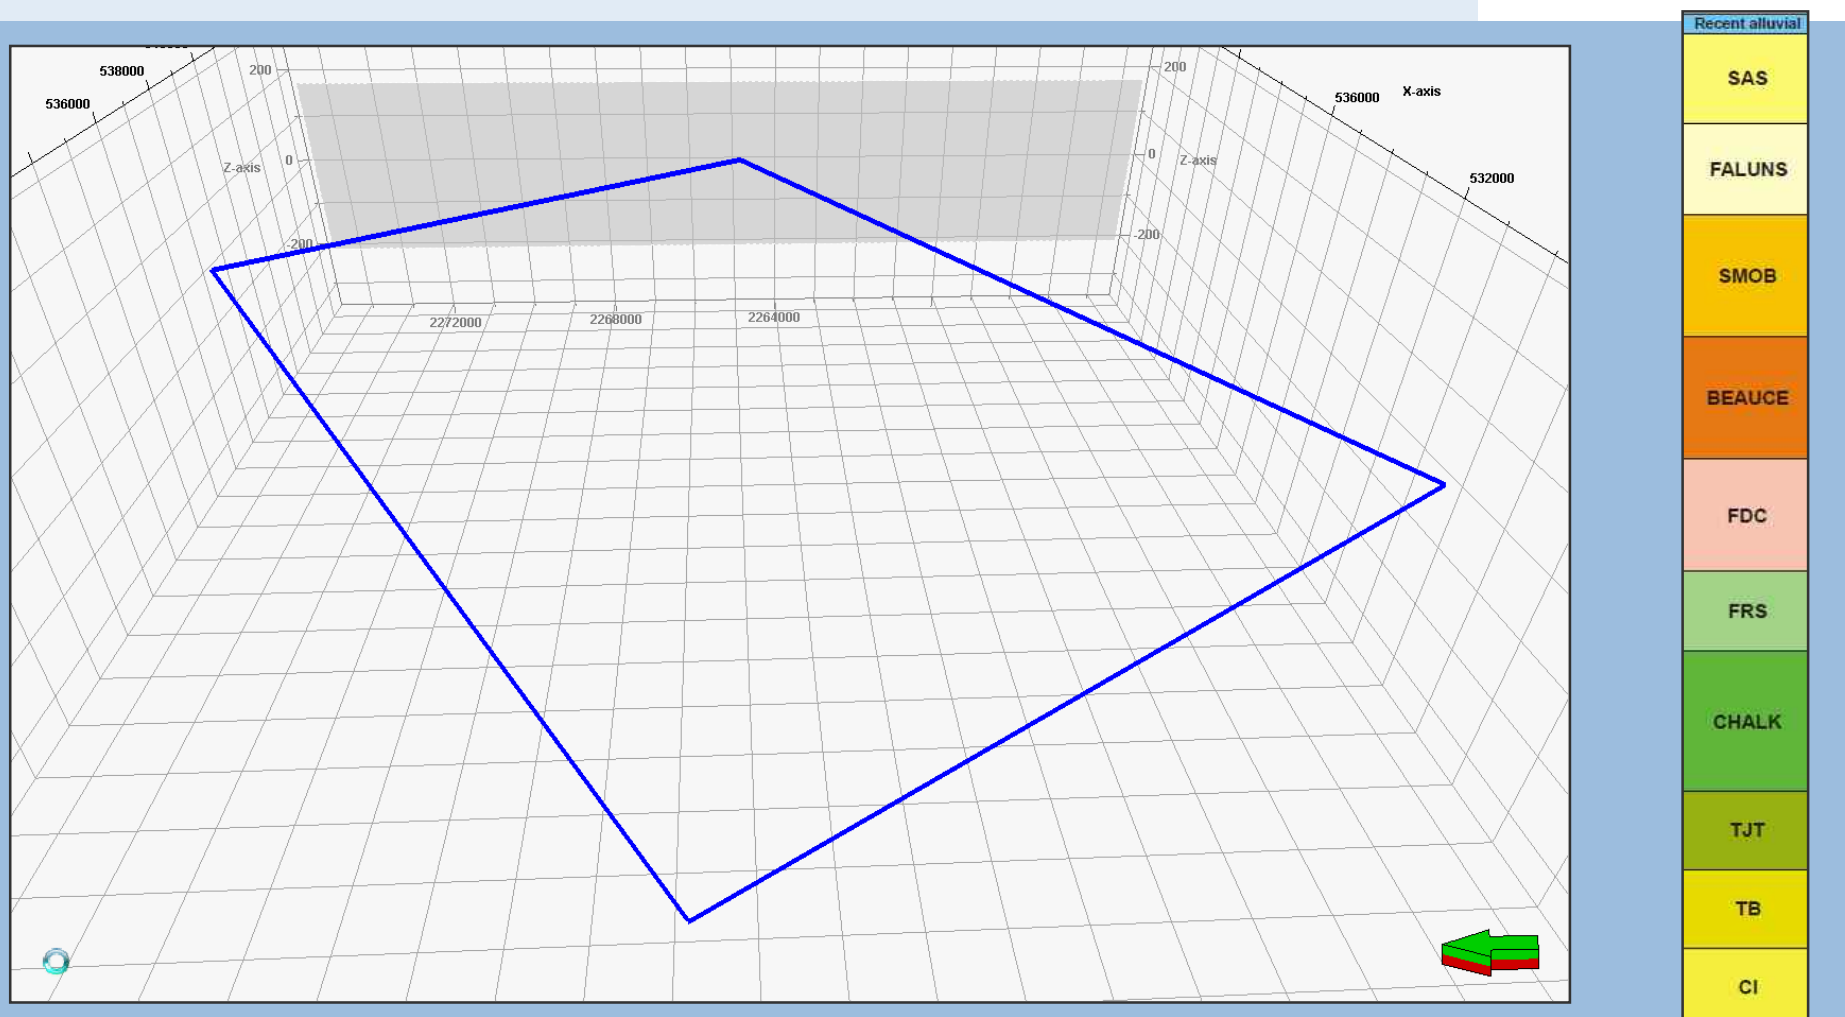 538000
536000
200
0
Z-axis
-200
2272000
2268000
2264000
200
0
Z-axis
-200
536000
X-axis
532000
Recent alluvial
SAS
FALUNS
SMOB
BEAUCE
FDC
FRS
CHALK
TJT
TB
CI